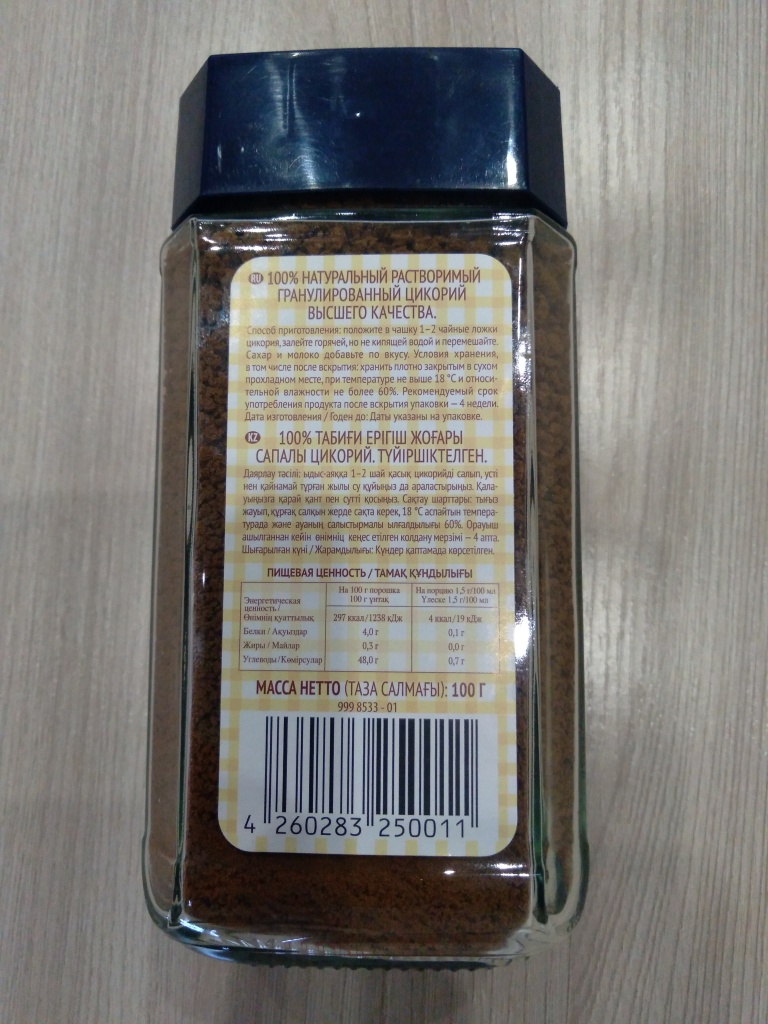 RU 100% НАТУРАЛЬНЫЙ РАСТВОРИМЫЙ
ГРАНУЛИРОВАННЫЙ ЦИКОРИЙ
ВЫСШЕГО КАЧЕСТВА.
Способ приготовления: положите в чашку 1–2 чайные ложки
цикория, залейте горячей, но не кипящей водой и перемешайте.
Сахар и молоко добавьте по вкусу. Условия хранения,
в том числе после вскрытия: хранить плотно закрытым в сухом
прохладном месте, при температуре не выше 18 °С и относи-
тельной влажности не более 60%. Рекомендуемый срок
употребления продукта после вскрытия упаковки — 4 недели.
Дата изготовления / Годен до: Даты указаны на упаковке.
KZ 100% ТАБИҒИ ЕРІГІШ ЖОҒАРЫ
САПАЛЫ ЦИКОРИЙ. ТҮЙІРШІКТЕЛГЕН.
Даярлау тәсілі: ыдыс-аяққа 1–2 шай қасық цикорийді салып, үсті
нен қайнамай тұрған жылы су құйыңыз да араластырыңыз. Қала-
уыңызға қарай қант пен сутті қосыңыз. Сақтау шарттары: тығыз
жауып, құрғақ салқын жерде сақта керек, 18 °С аспайтын темпера-
турада және ауаның салыстырмалы ылғалдылығы 60%. Орауыш
ашылғаннан кейін өнімнің кеңес етілген колдану мерзімі — 4 апта.
Шығарылған күні / Жарамдылығы: Күндер қаптамада көрсетілген.
ПИЩЕВАЯ ЦЕННОСТЬ / ТАМАҚ ҚҰНДЫЛЫҒЫ
На 100 г порошка На порцию 1,5 г/100 мл
100 г ұнтақ Үлеске 1,5 г/100 мл
Энергетическая
ценность /
Өнімнің қуаттылық 297 ккал/1238 кДж 4 ккал/19 кДж
Белки / Ақуыздар 4,0 г 0,1 г
Жиры / Майлар 0,3 г 0,0 г
Углеводы / Көмірсулар 48,0 г 0,7 г
МАССА НЕТТО (ТАЗА САЛМАҒЫ): 100 Г
999 8533 - 01
4 260283 250011